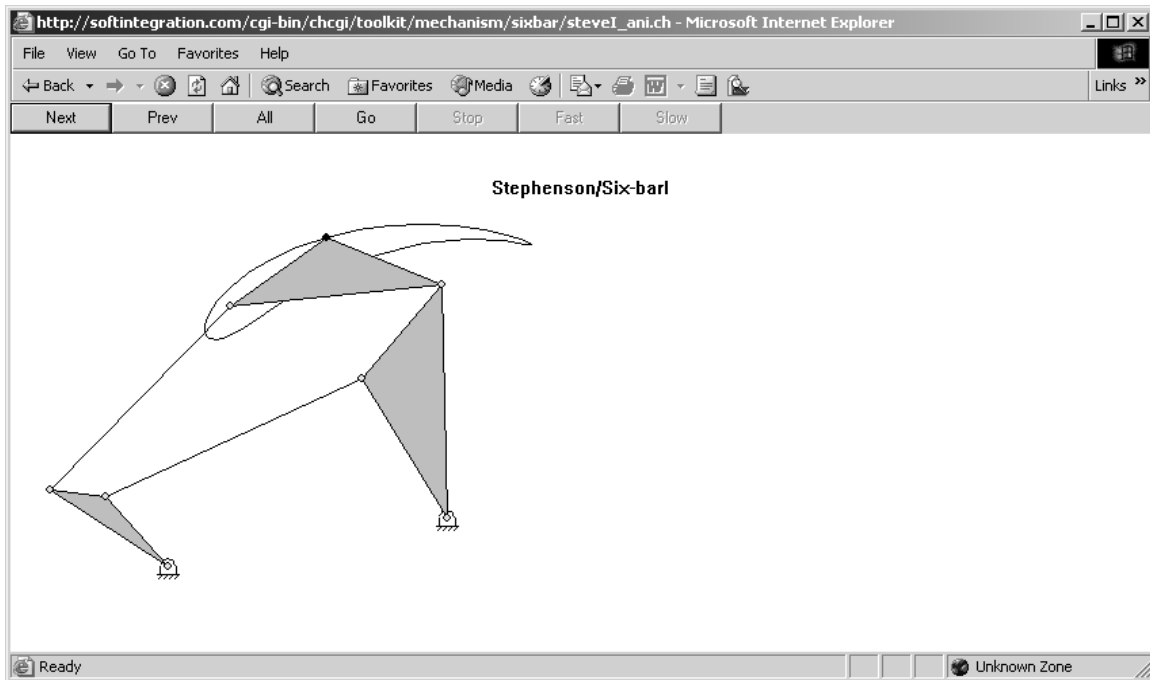 http://softintegration.com/cgi-bin/chcgi/toolkit/mechanism/sixbar/steveI_ani.ch - Microsoft Internet Explorer
File View Go To Favorites Help
Back Search Favorites Media Links »
Next Prev All Go Stop Fast Slow
Stephenson/Six-barI
Ready Unknown Zone